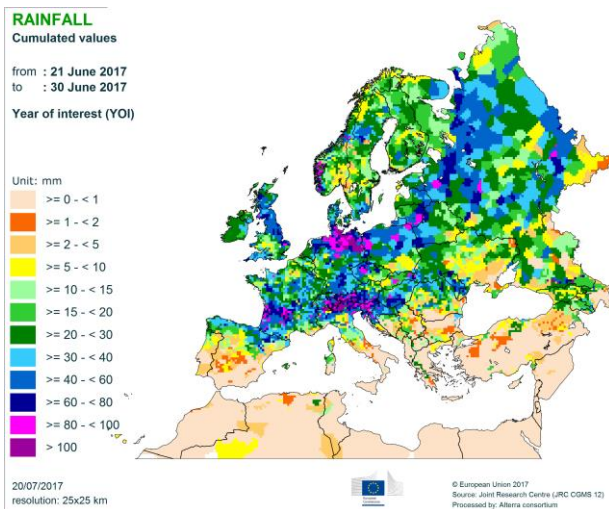 RAINFALL
Cumulated values
from : 21 June 2017
to : 30 June 2017
Year of interest (YOI)
Unit: mm
>= 0 - < 1
>= 1 - < 2
>= 2 - < 5
>= 5 - < 10
>= 10 - < 15
>= 15 - < 20
>= 20 - < 30
>= 30 - < 40
>= 40 - < 60
>= 60 - < 80
>= 80 - < 100
> 100
20/07/2017
resolution: 25x25 km
© European Union 2017
Source: Joint Research Centre (JRC CGMS 12)
Processed by: Alterra consortium